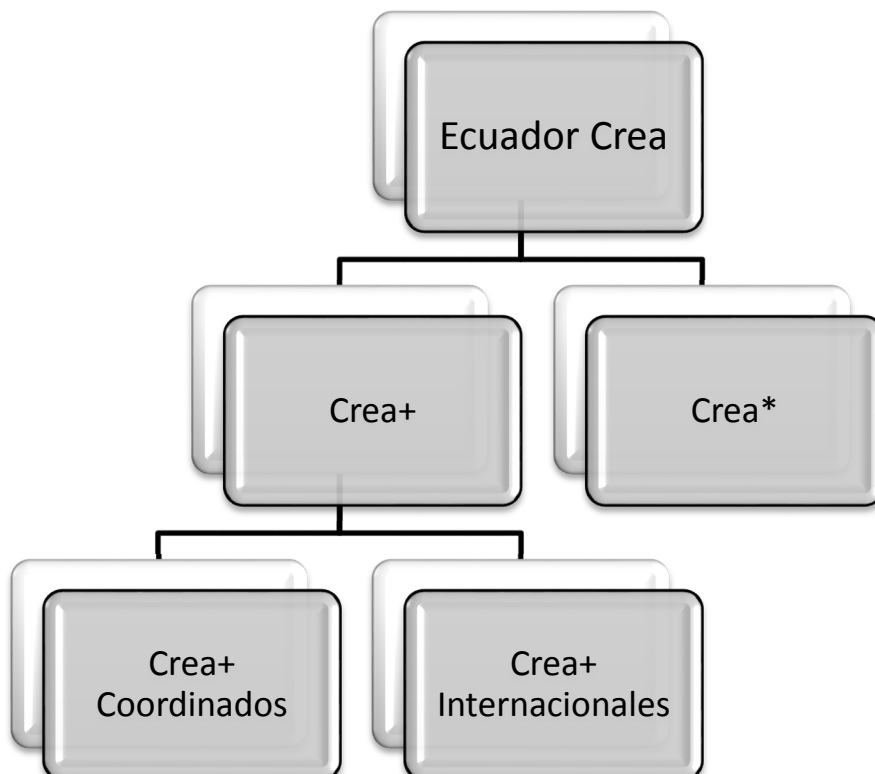 Ecuador Crea
Crea+
Crea*
Crea+
Coordinados
Crea+
Internacionales